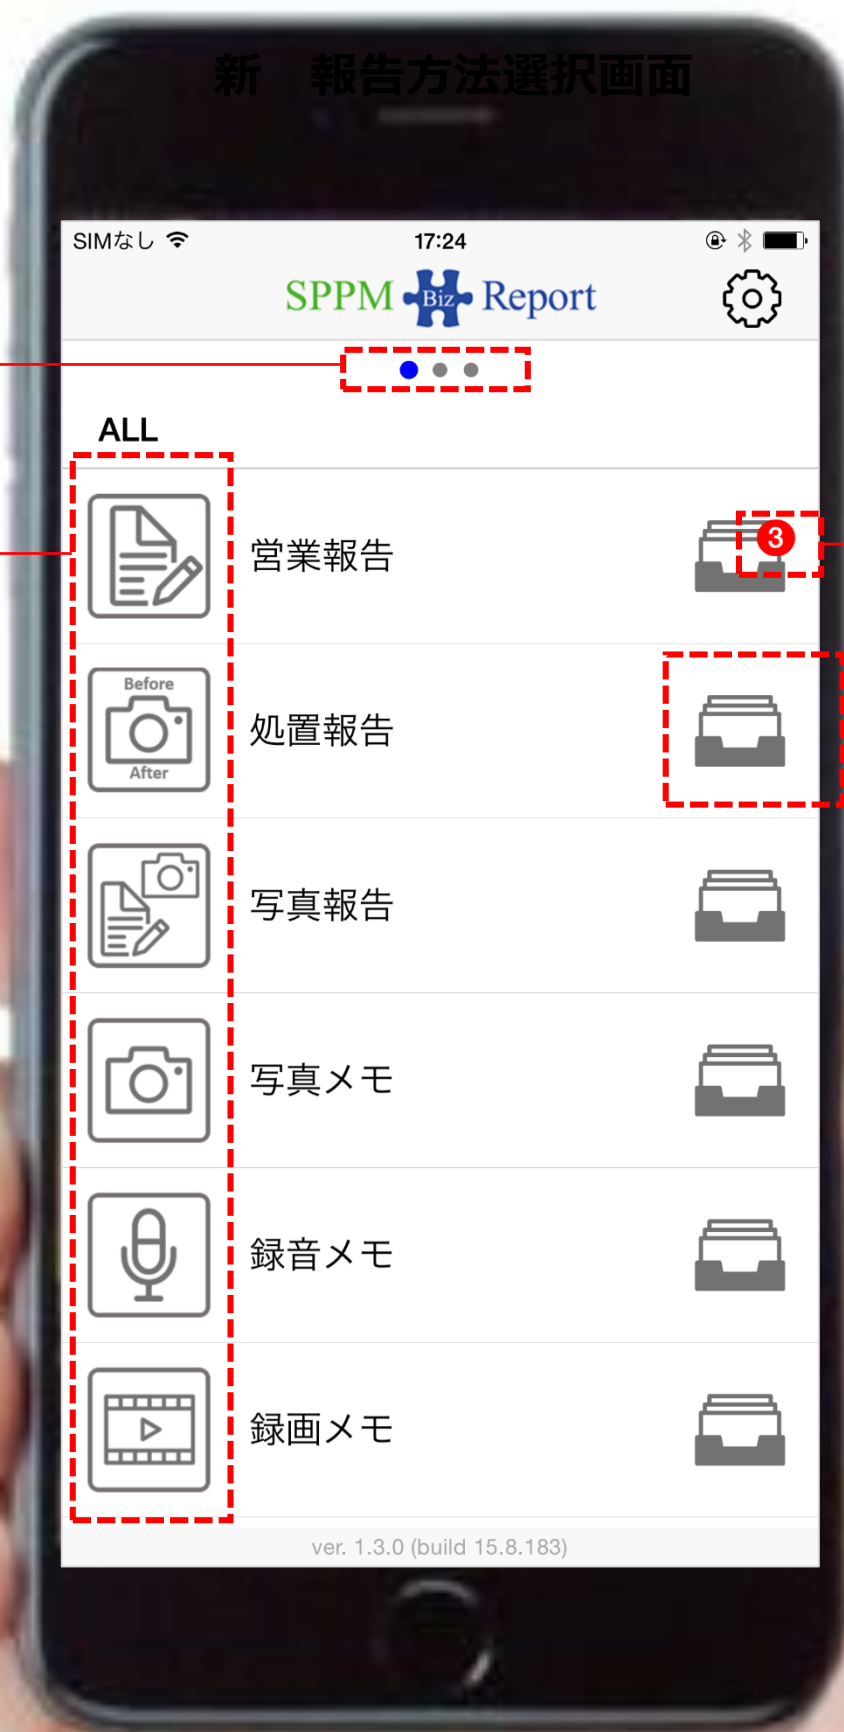 新　報告方法選択画面
SIMなし 17:24
SPPM Biz Report
ALL
営業報告 3
Before
After
処置報告
写真報告
写真メモ
録音メモ
録画メモ
ver. 1.3.0 (build 15.8.183)